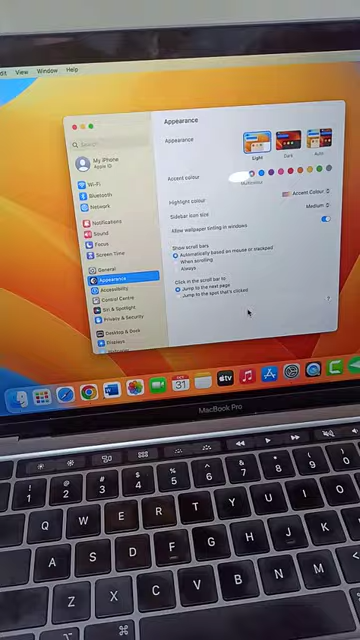 View Window Help
Appearance
Search
My iPhone
Apple ID
Wi-Fi
Bluetooth
Network
Notifications
Sound
Focus
Screen Time
General
Appearance
Accessibility
Control Centre
Siri & Spotlight
Privacy & Security
Desktop & Dock
Displays
Appearance
Light Dark Auto
Accent colour
Multicolour
Highlight colour Accent Colour
Sidebar icon size Medium
Allow wallpaper tinting in windows
Show scroll bars
Automatically based on mouse or trackpad
When scrolling
Always
Click in the scroll bar to
Jump to the next page
Jump to the spot that's clicked
?
31
tv
MacBook Pro
! @ # $ % ^ & * (
1 2 3 4 5 6 7 8 9 0
Q W E R T Y U I O
A S D F G H J K
Z X C V B N M